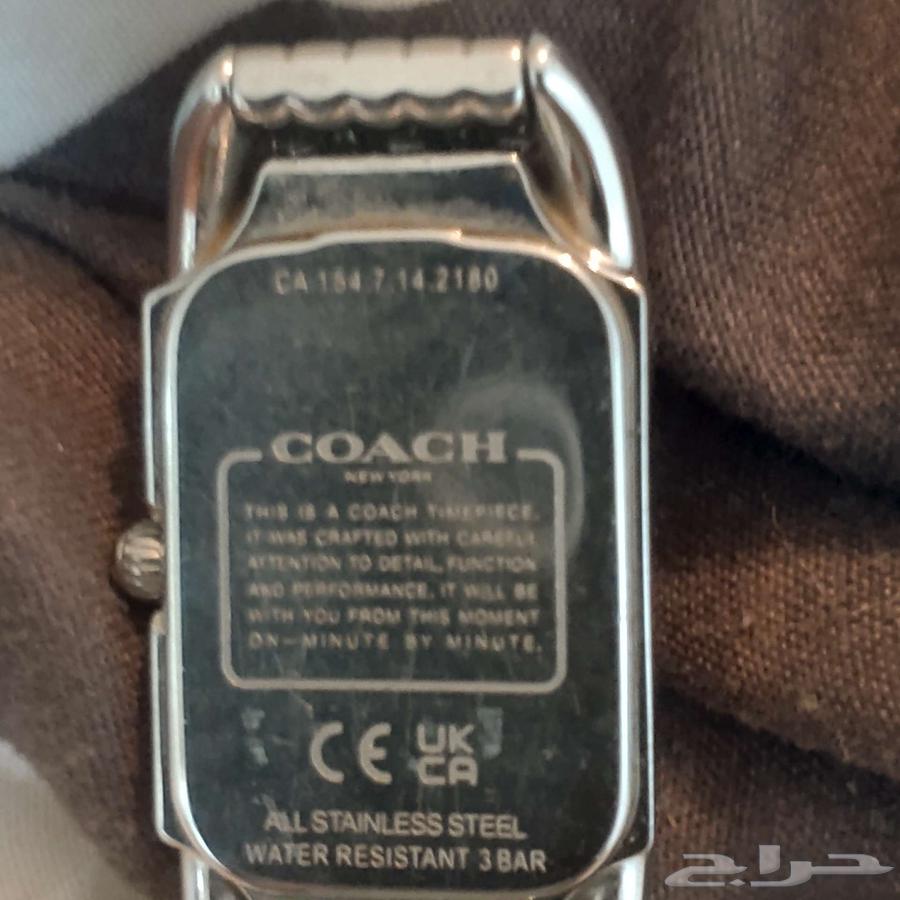 CA.154.7.14.2180
COACH
NEW YORK
THIS IS A COACH TIMEPIECE.
IT WAS CRAFTED WITH CAREFUL
ATTENTION TO DETAIL, FUNCTION
AND PERFORMANCE. IT WILL BE
WITH YOU FROM THIS MOMENT
ON—MINUTE BY MINUTE.
CE UK
CA
ALL STAINLESS STEEL
WATER RESISTANT 3 BAR
حراج